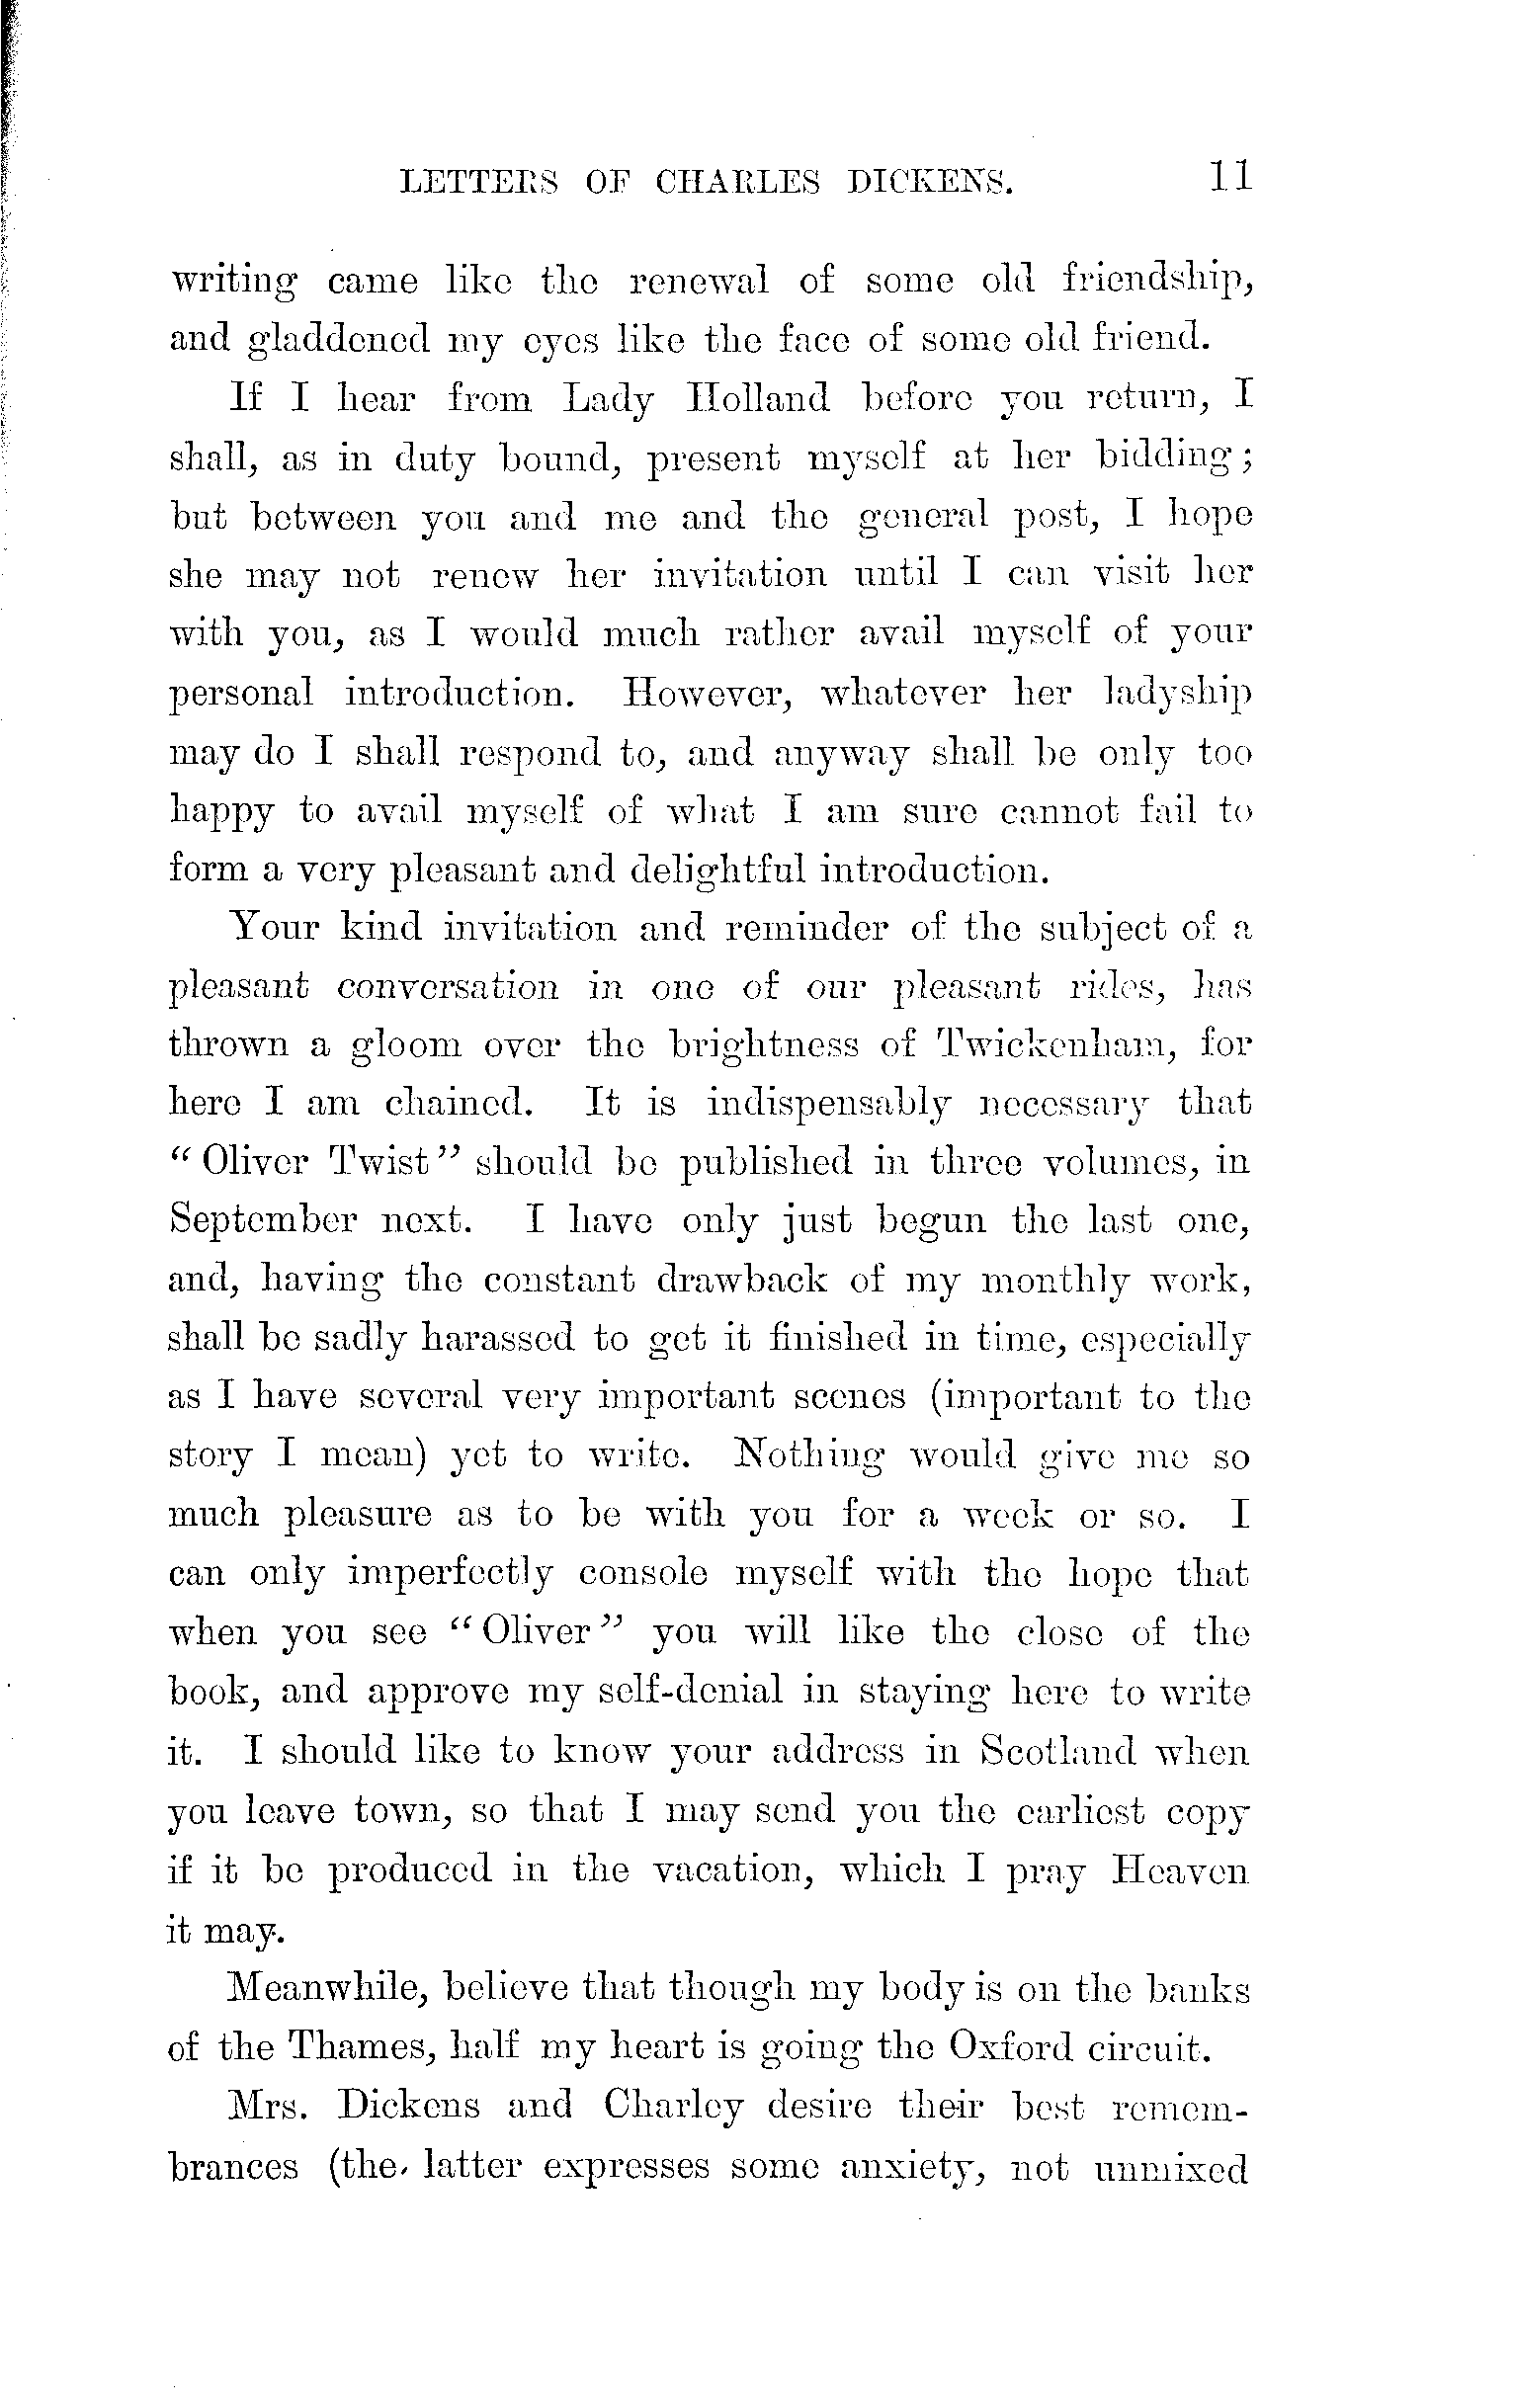 LETTERS OF CHARLES DICKENS. 11
writing came like the renewal of some old friendship,
and gladdened my eyes like the face of some old friend.
If I hear from Lady Holland before you return, I
shall, as in duty bound, present myself at her bidding;
but between you and me and the general post, I hope
she may not renew her invitation until I can visit her
with you, as I would much rather avail myself of your
personal introduction. However, whatever her ladyship
may do I shall respond to, and anyway shall be only too
happy to avail myself of what I am sure cannot fail to
form a very pleasant and delightful introduction.
Your kind invitation and reminder of the subject of a
pleasant conversation in one of our pleasant rides, has
thrown a gloom over the brightness of Twickenham, for
here I am chained. It is indispensably necessary that
“Oliver Twist” should be published in three volumes, in
September next. I have only just begun the last one,
and, having the constant drawback of my monthly work,
shall be sadly harassed to get it finished in time, especially
as I have several very important scenes (important to the
story I mean) yet to write. Nothing would give me so
much pleasure as to be with you for a week or so. I
can only imperfectly console myself with the hope that
when you see “Oliver” you will like the close of the
book, and approve my self-denial in staying here to write
it. I should like to know your address in Scotland when
you leave town, so that I may send you the earliest copy
if it be produced in the vacation, which I pray Heaven
it may.
Meanwhile, believe that though my body is on the banks
of the Thames, half my heart is going the Oxford circuit.
Mrs. Dickens and Charley desire their best remem-
brances (the latter expresses some anxiety, not unmixed